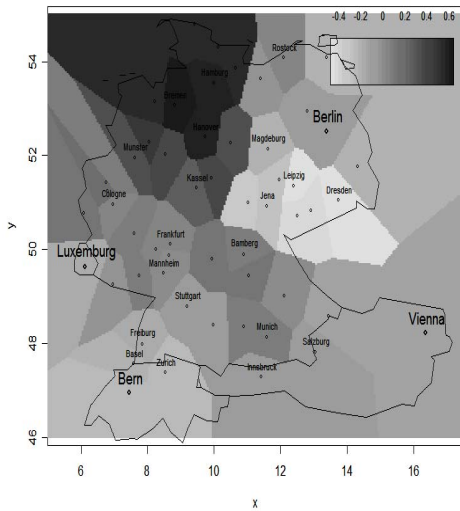 -0.4 -0.2 0 0.2 0.4 0.6
54
52
50
48
46
y
Rostock
Hamburg
Bremen
Berlin
Hanover
Magdeburg
Munster
Leipzig
Kassel
Dresden
Cologne
Jena
Frankfurt
Bamberg
Luxemburg
Mannheim
Stuttgart
Munich
Vienna
Freiburg
Salzburg
Basel
Zurich
Innsbruck
Bern
6 8 10 12 14 16
x